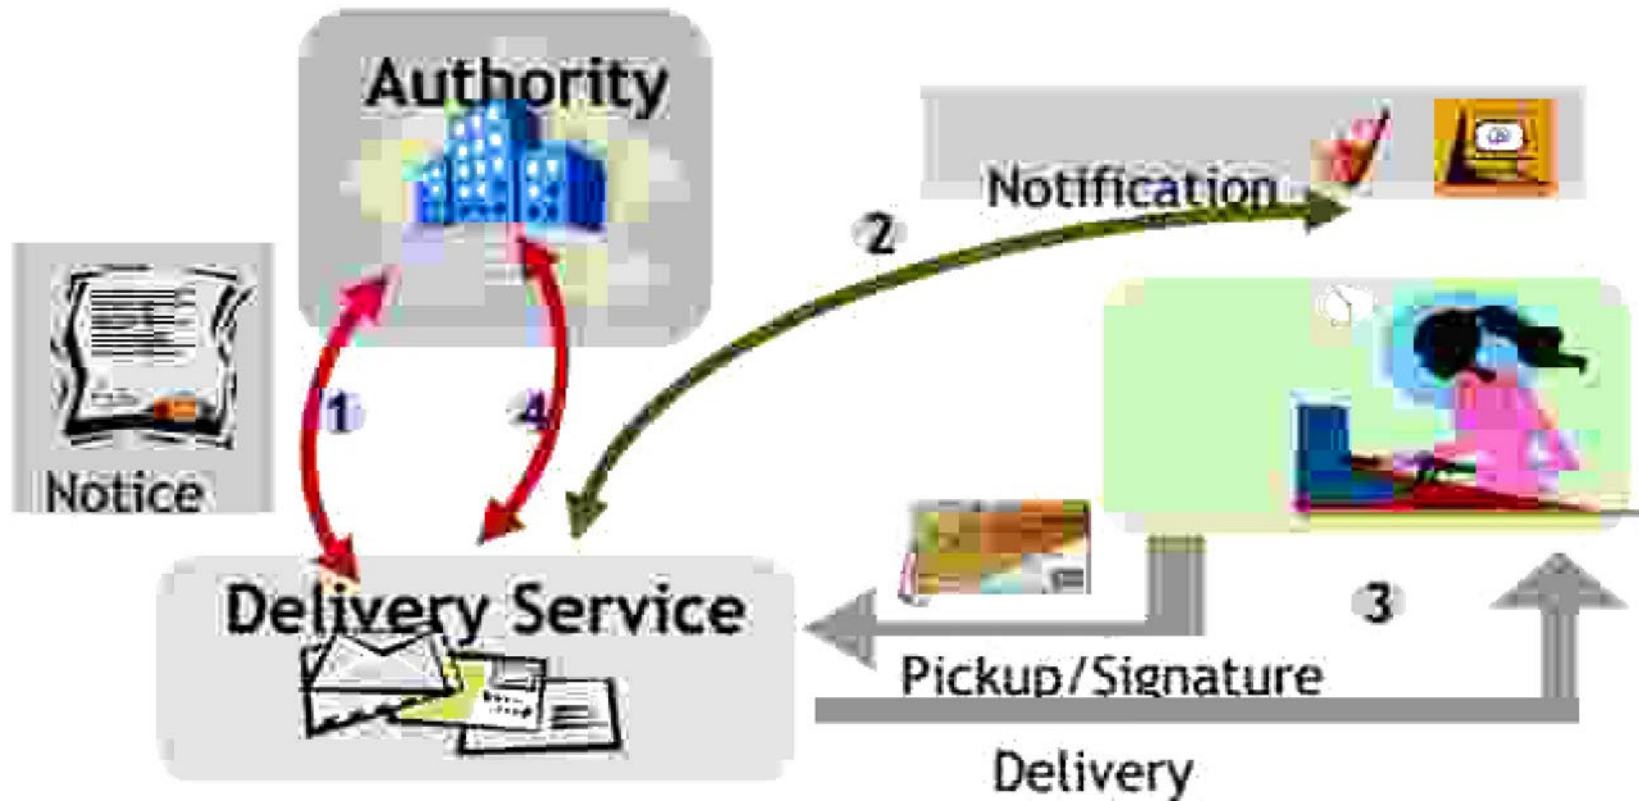 Authority
Notification
2
Notice
1
4
3
Delivery Service
Pickup/Signature
Delivery